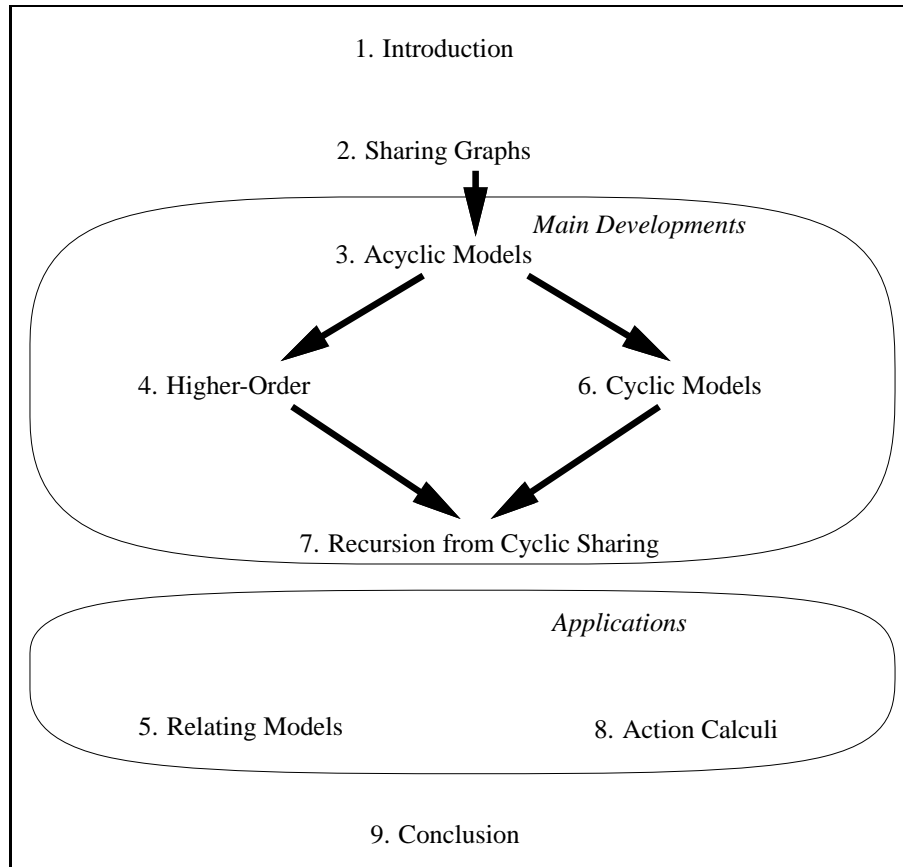 1. Introduction
2. Sharing Graphs
Main Developments
3. Acyclic Models
4. Higher-Order
6. Cyclic Models
7. Recursion from Cyclic Sharing
Applications
5. Relating Models
8. Action Calculi
9. Conclusion